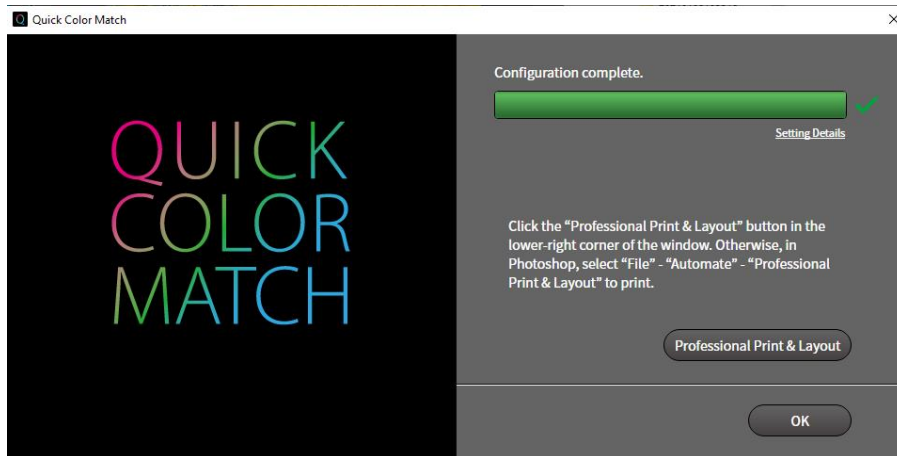 Quick Color Match
QUICK
COLOR
MATCH
Configuration complete.
Setting Details
Click the “Professional Print & Layout” button in the
lower-right corner of the window. Otherwise, in
Photoshop, select “File” - “Automate” - “Professional
Print & Layout” to print.
Professional Print & Layout
OK